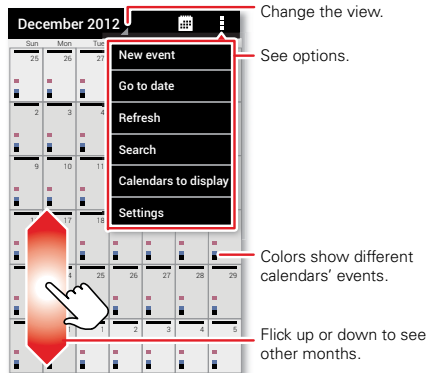 December 2012
Change the view.
Sun Mon Tue
See options.
25 26 27
New event
Go to date
2 3 4
Refresh
Search
9 10 11
Calendars to display
Settings
17 18
Colors show different
calendars' events.
25 26 27 28 29
1 1 2 3 4 5
Flick up or down to see
other months.